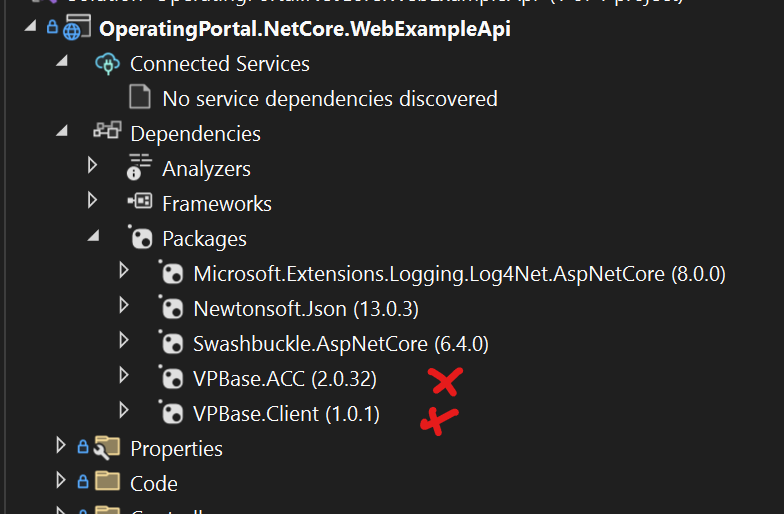 OperatingPortal.NetCore.WebExampleApi
Connected Services
No service dependencies discovered
Dependencies
Analyzers
Frameworks
Packages
Microsoft.Extensions.Logging.Log4Net.AspNetCore (8.0.0)
Newtonsoft.Json (13.0.3)
Swashbuckle.AspNetCore (6.4.0)
VPBase.ACC (2.0.32)
VPBase.Client (1.0.1)
Properties
Code